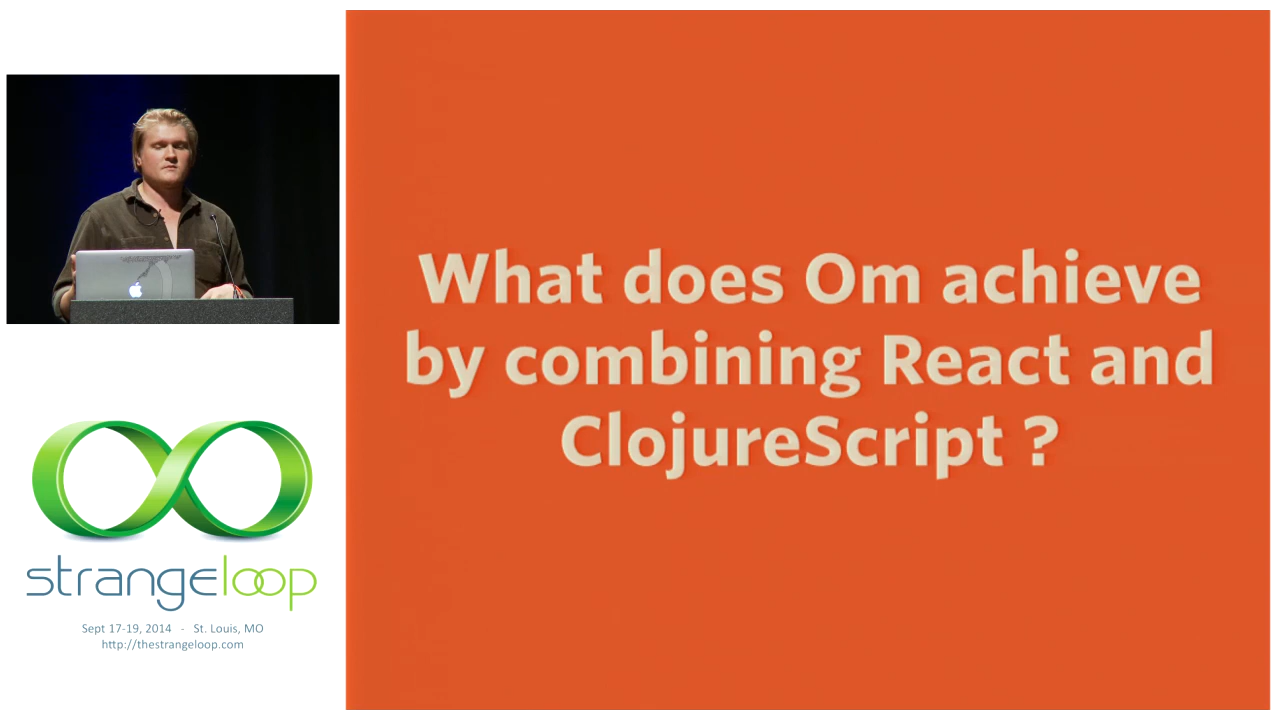 What does Om achieve
by combining React and
ClojureScript ?
strangeloop
Sept 17-19, 2014 - St. Louis, MO
http://thestrangeloop.com